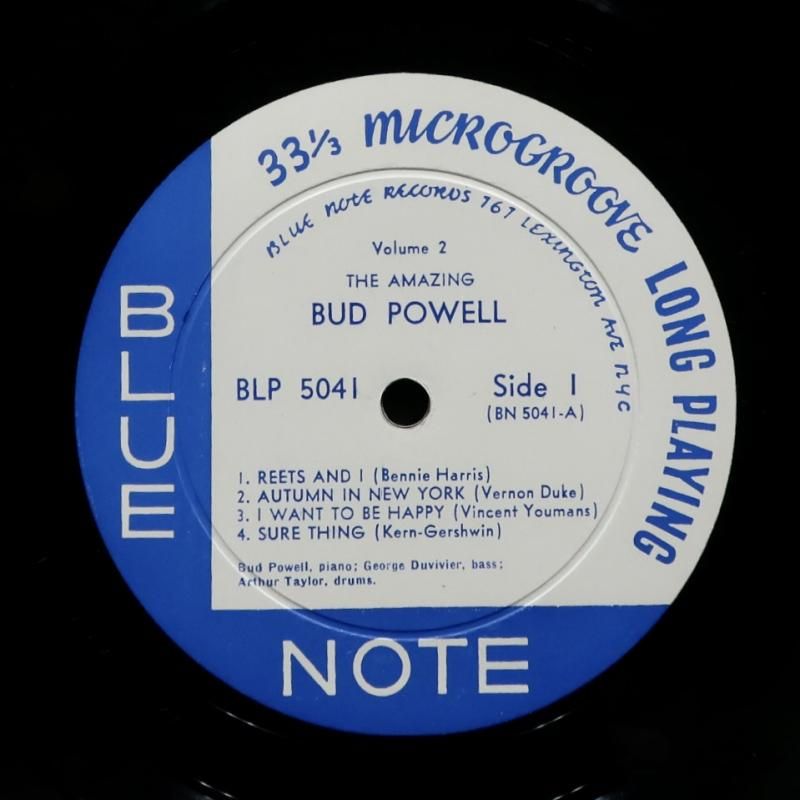 33⅓ MICROGROOVE LONG PLAYING
BLUE NOTE RECORDS 767 LEXINGTON AVE NYC
Volume 2
THE AMAZING
BUD POWELL
BLP 5041
Side 1
(BN 5041-A)
1. REETS AND I (Bennie Harris)
2. AUTUMN IN NEW YORK (Vernon Duke)
3. I WANT TO BE HAPPY (Vincent Youmans)
4. SURE THING (Kern-Gershwin)
Bud Powell, piano; George Duvivier, bass;
Arthur Taylor, drums.
BLUE
NOTE